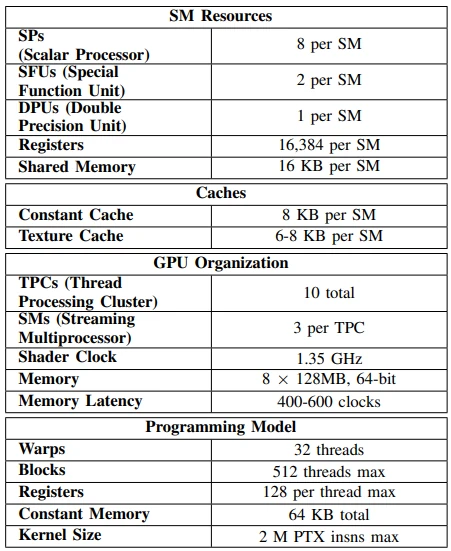 SM Resources
SPs
(Scalar Processor) 8 per SM
SFUs (Special
Function Unit) 2 per SM
DPUs (Double
Precision Unit) 1 per SM
Registers 16,384 per SM
Shared Memory 16 KB per SM
Caches
Constant Cache 8 KB per SM
Texture Cache 6-8 KB per SM
GPU Organization
TPCs (Thread
Processing Cluster) 10 total
SMs (Streaming
Multiprocessor) 3 per TPC
Shader Clock 1.35 GHz
Memory 8 × 128MB, 64-bit
Memory Latency 400-600 clocks
Programming Model
Warps 32 threads
Blocks 512 threads max
Registers 128 per thread max
Constant Memory 64 KB total
Kernel Size 2 M PTX insns max